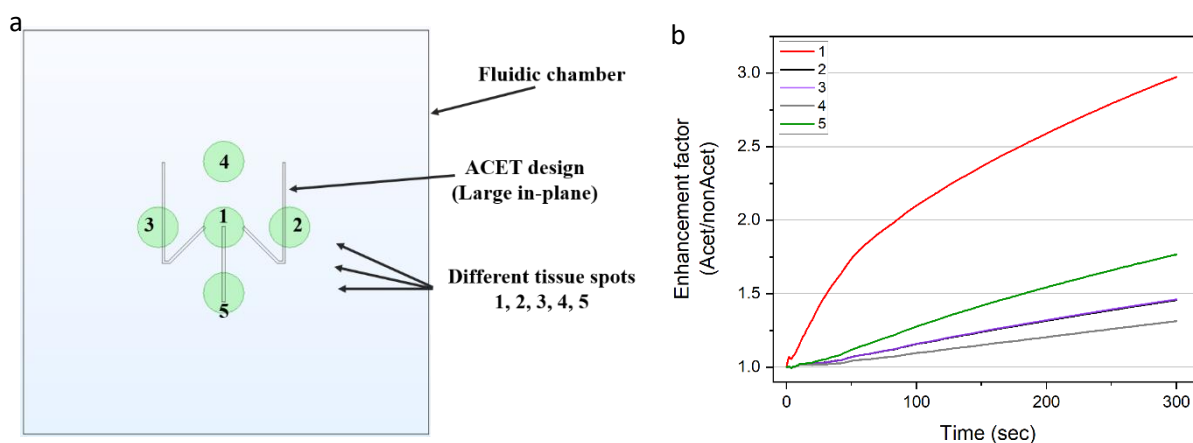 a
Fluidic chamber
ACET design
(Large in-plane)
Different tissue spots
1, 2, 3, 4, 5
4
3
1
2
5
b
Enhancement factor
(Acet/nonAcet)
3.0
2.5
2.0
1.5
1.0
1
2
3
4
5
0
100
200
300
Time (sec)